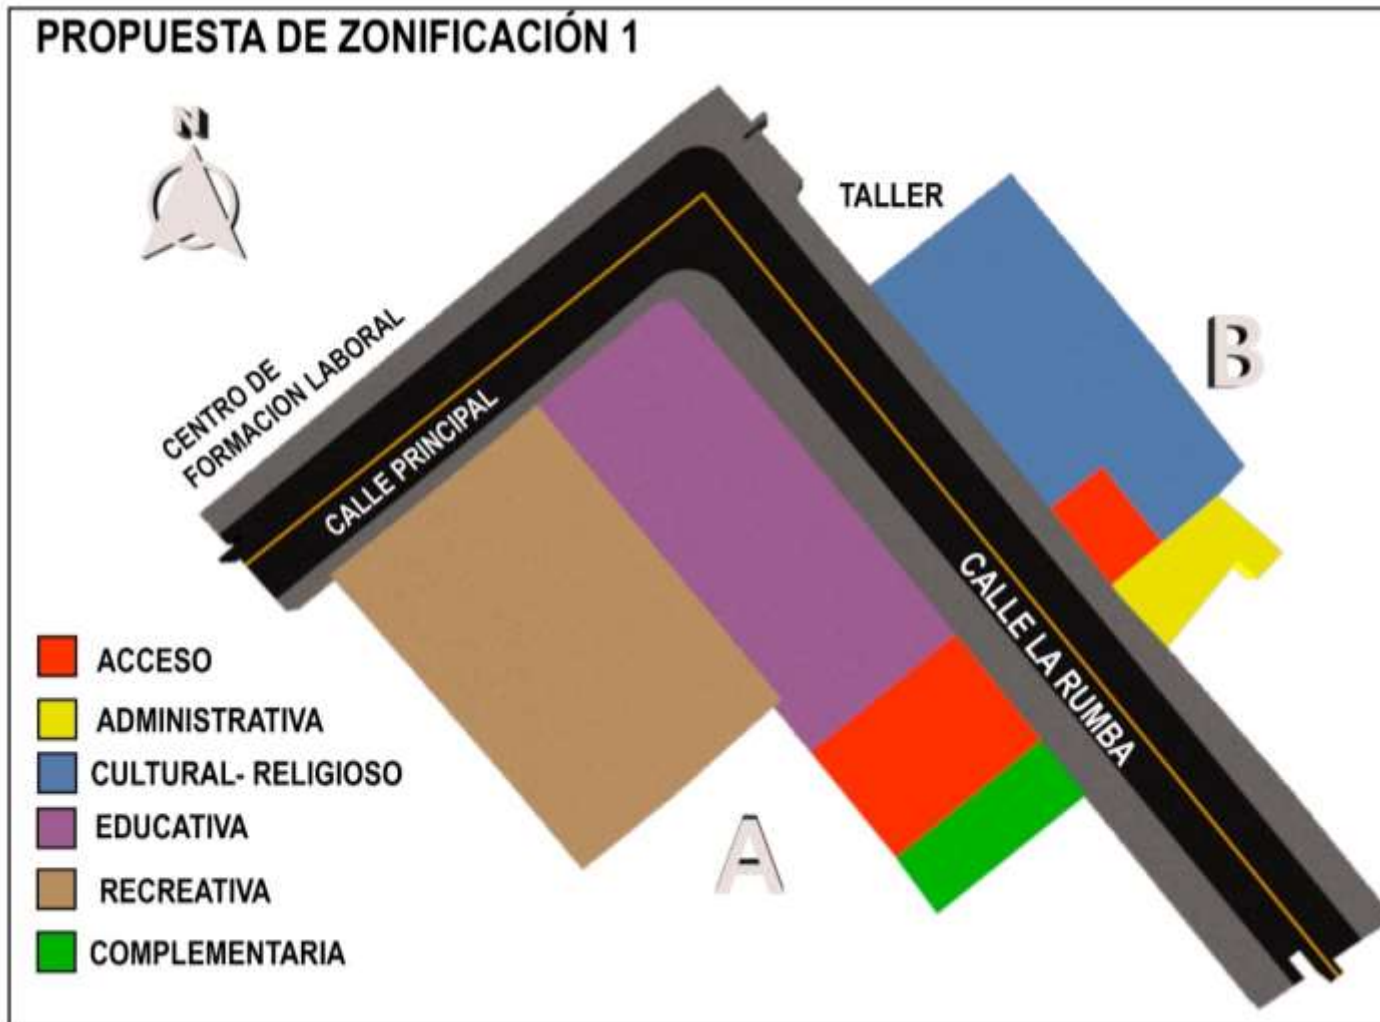 PROPUESTA DE ZONIFICACIÓN 1
N
TALLER
B
CENTRO DE
FORMACION LABORAL
CALLE PRINCIPAL
CALLE LA RUMBA
A
ACCESO
ADMINISTRATIVA
CULTURAL- RELIGIOSO
EDUCATIVA
RECREATIVA
COMPLEMENTARIA